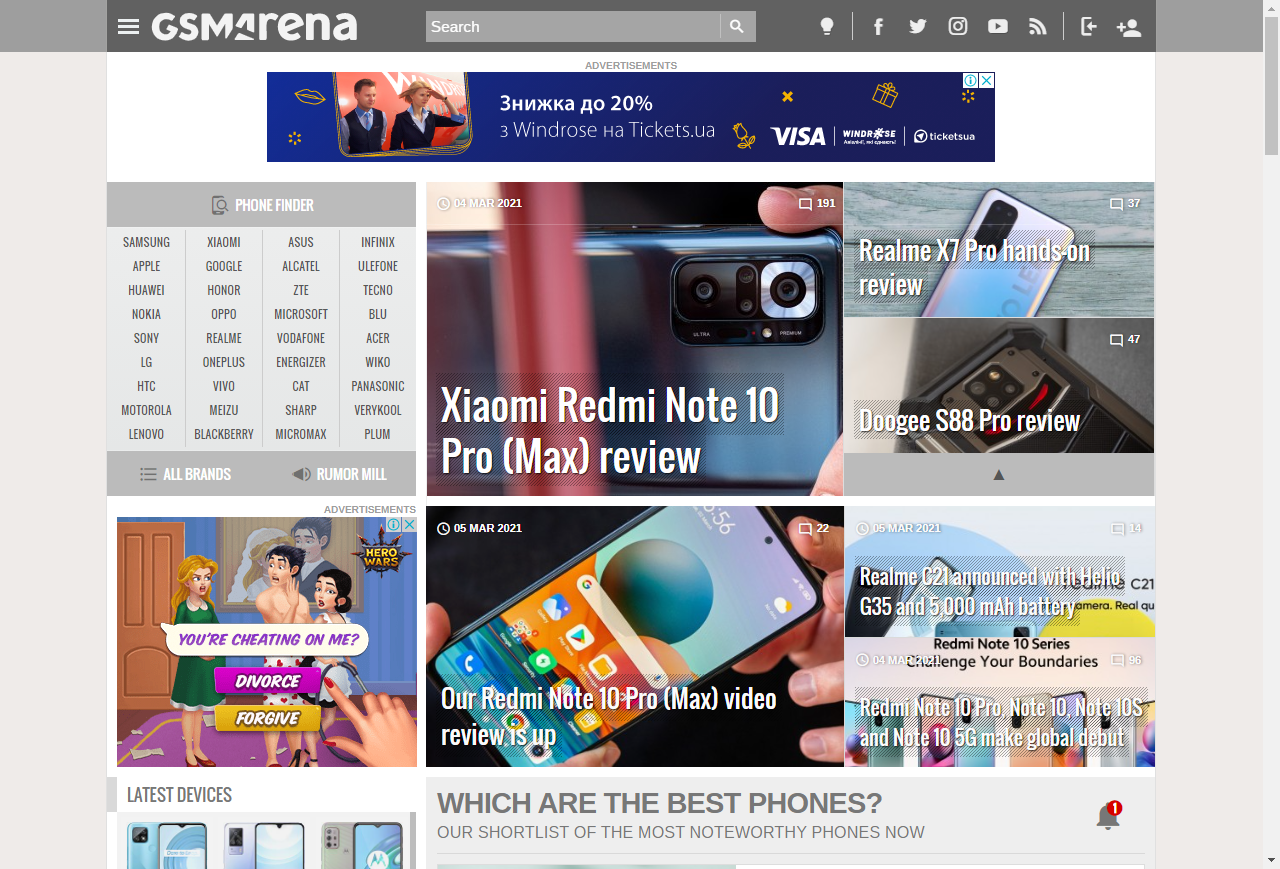 GSMArena
Search
ADVERTISEMENTS
Знижка до 20%
з Windrose на Tickets.ua
VISA
WINDR SE
Авіалінії, які єднають!
ticketsua
PHONE FINDER
SAMSUNG XIAOMI ASUS INFINIX
APPLE GOOGLE ALCATEL ULEFONE
HUAWEI HONOR ZTE TECNO
NOKIA OPPO MICROSOFT BLU
SONY REALME VODAFONE ACER
LG ONEPLUS ENERGIZER WIKO
HTC VIVO CAT PANASONIC
MOTOROLA MEIZU SHARP VERYKOOL
LENOVO BLACKBERRY MICROMAX PLUM
ALL BRANDS RUMOR MILL
04 MAR 2021 191
ULTRA PREMIUM
Xiaomi Redmi Note 10
Pro (Max) review
37
Realme X7 Pro hands-on
review
47
Doogee S88 Pro review
ADVERTISEMENTS
HERO
WARS
YOU'RE CHEATING ON ME?
DIVORCE
FORGIVE
05 MAR 2021 22
Our Redmi Note 10 Pro (Max) video
review is up
05 MAR 2021 14
Realme C21 announced with Helio
G35 and 5,000 mAh battery
Redmi Note 10 Series
04 MAR 2021 96
Challenge Your Boundaries
Redmi Note 10 Pro, Note 10, Note 10S
and Note 10 5G make global debut
LATEST DEVICES
WHICH ARE THE BEST PHONES?
OUR SHORTLIST OF THE MOST NOTEWORTHY PHONES NOW
1